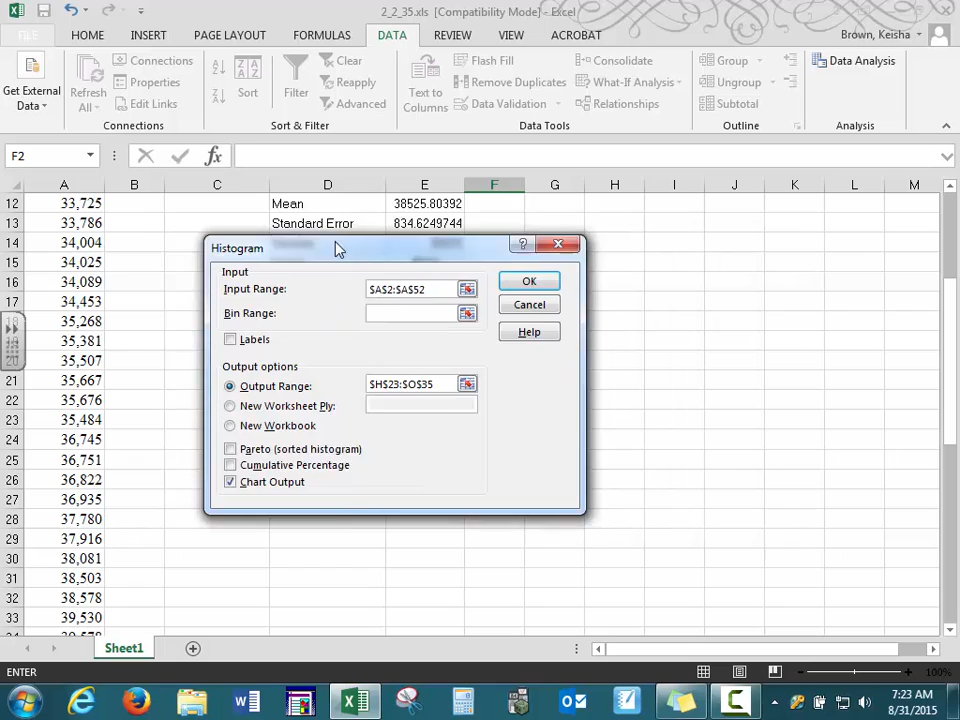 2_2_35.xls [Compatibility Mode] - Excel
FILE HOME INSERT PAGE LAYOUT FORMULAS DATA REVIEW VIEW ACROBAT Brown, Keisha
Get External Data
Refresh All
Connections
Properties
Edit Links
Connections
Sort
Filter
Clear
Reapply
Advanced
Sort & Filter
Text to Columns
Flash Fill
Remove Duplicates
Data Validation
Consolidate
What-If Analysis
Relationships
Data Tools
Group
Ungroup
Subtotal
Outline
Data Analysis
Analysis
F2 fx
A B C D E F G H I J K L M
12 33,725 Mean 38525.80392
13 33,786 Standard Error 834.6249744
14 34,004
15 34,025
16 34,089
17 34,453
18 35,268
19 35,381
20 35,507
21 35,667
22 35,676
23 35,484
24 36,745
25 36,751
26 36,822
27 36,935
28 37,780
29 37,916
30 38,081
31 38,503
32 38,578
33 39,530
Histogram
Input
Input Range: $A$2:$A$52
Bin Range:
Labels
Output options
Output Range: $H$23:$O$35
New Worksheet Ply:
New Workbook
Pareto (sorted histogram)
Cumulative Percentage
Chart Output
OK
Cancel
Help
Sheet1
ENTER 100%
7:23 AM
8/31/2015